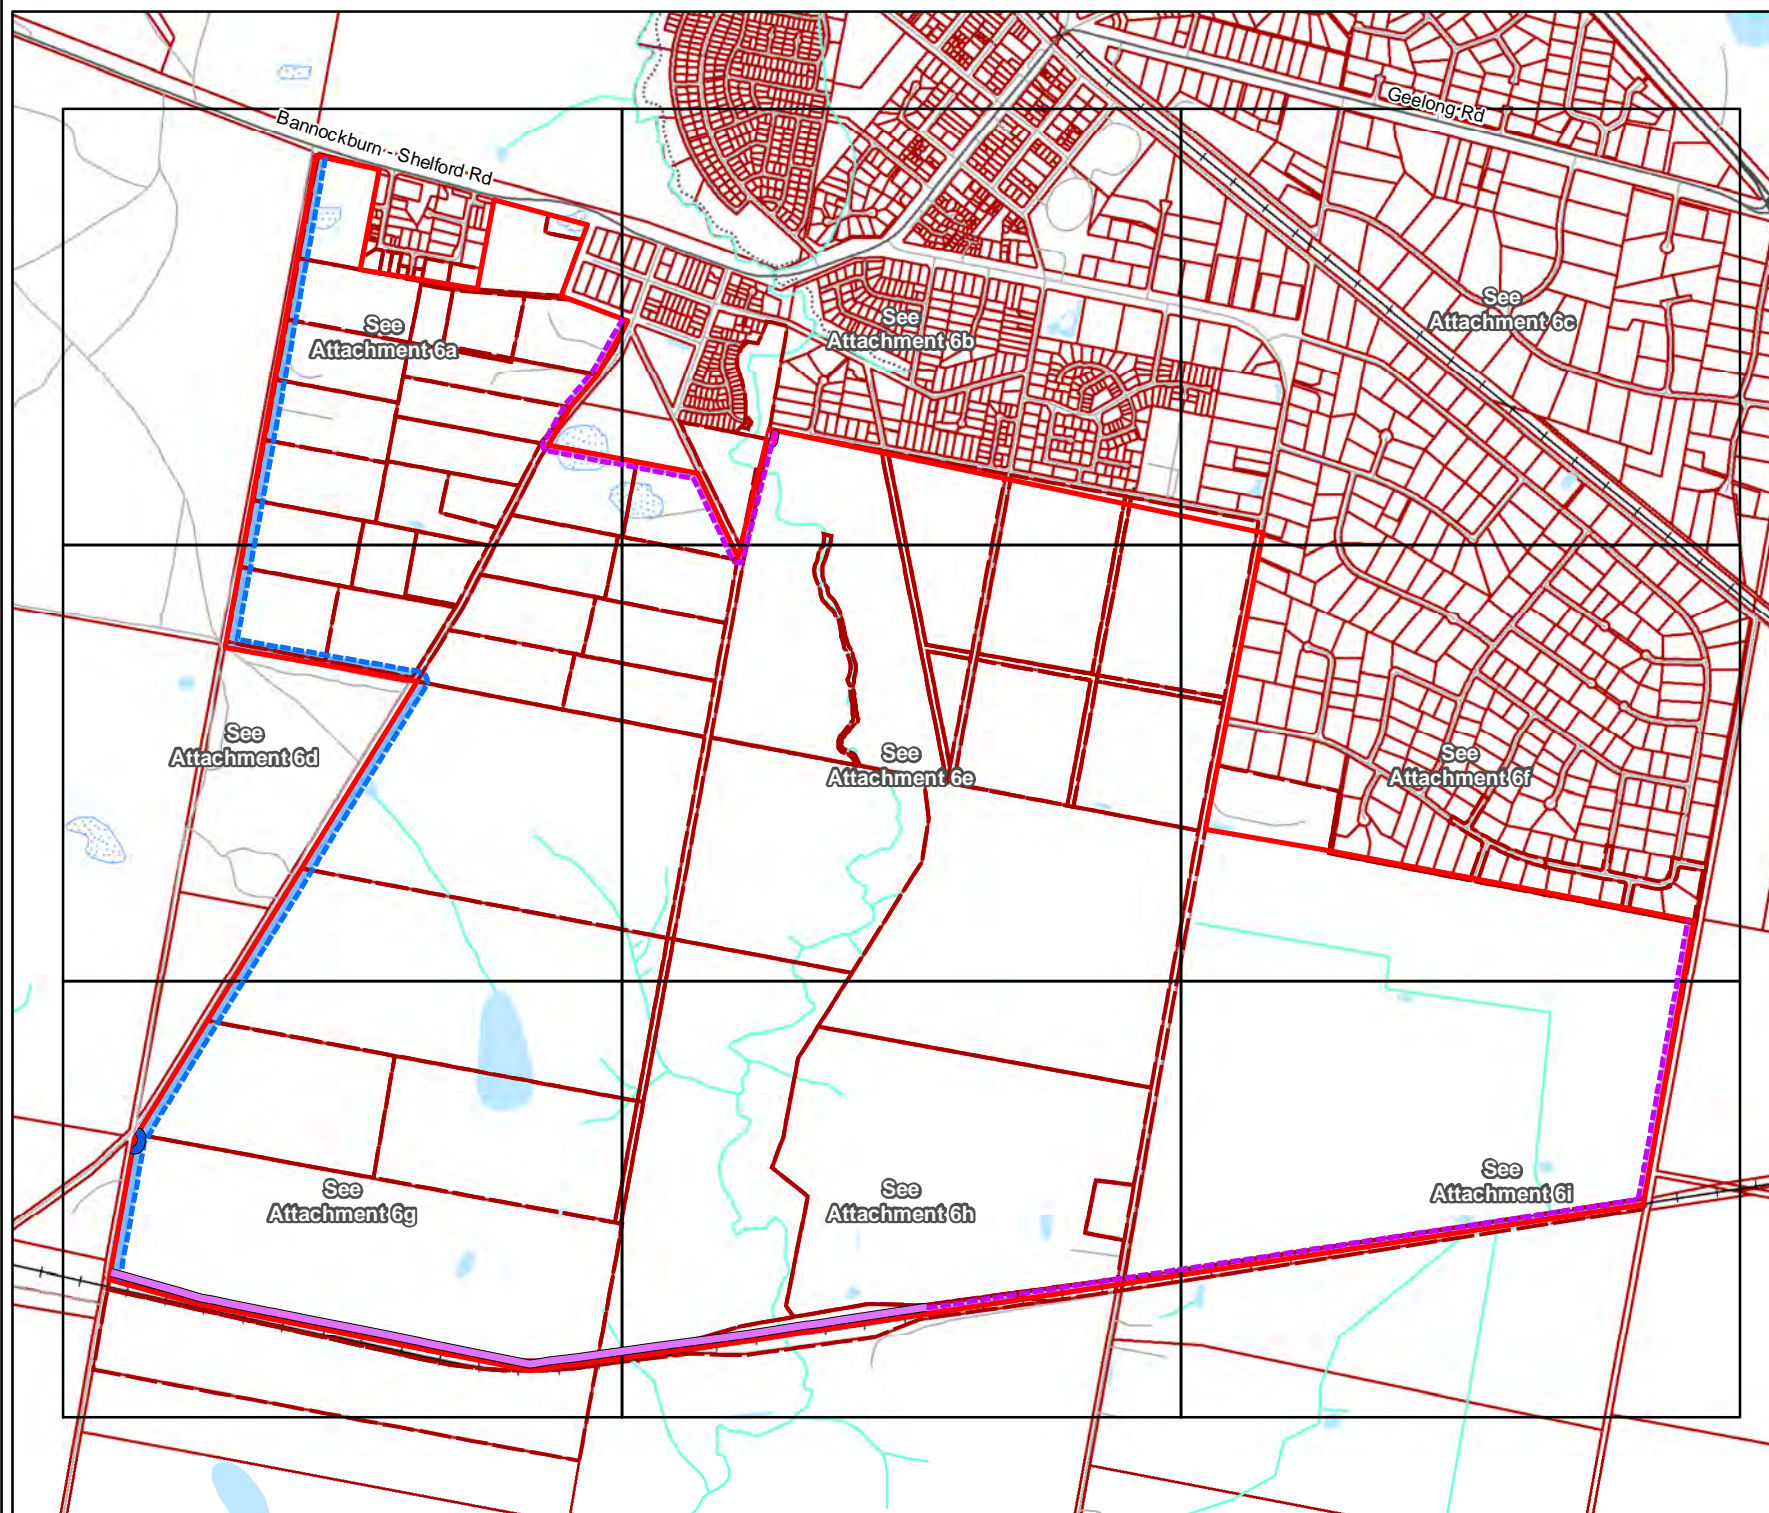 Geelong Rd
Bannockburn - Shelford Rd
See
Attachment 6a
See
Attachment 6b
See
Attachment 6c
See
Attachment 6d
See
Attachment 6e
See
Attachment 6f
See
Attachment 6g
See
Attachment 6h
See
Attachment 6i